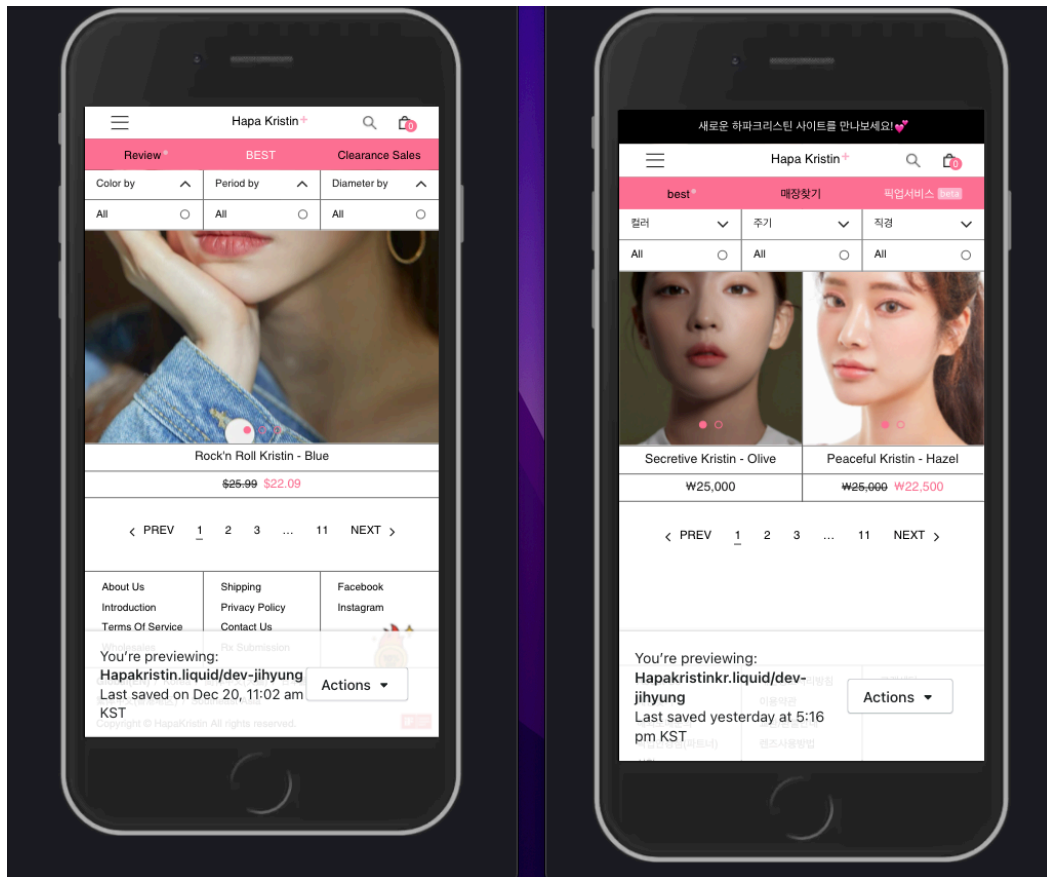 Hapa Kristin+
0
Review BEST Clearance Sales
Color by Period by Diameter by
All All All
Rock'n Roll Kristin - Blue
$25.99 $22.09
PREV 1 2 3 ... 11 NEXT
About Us Shipping Facebook
Introduction Privacy Policy Instagram
Terms Of Service Contact Us
Wholesales Rx Submission
You're previewing:
Hapakristin.liquid/dev-jihyung
Last saved on Dec 20, 11:02 am
KST
Actions
Copyright © HapaKristin All rights reserved.
새로운 하파크리스틴 사이트를 만나보세요!💕
Hapa Kristin+
0
best 매장찾기 픽업서비스 beta
컬러 주기 직경
All All All
Secretive Kristin - Olive Peaceful Kristin - Hazel
₩25,000 ₩25,000 ₩22,500
PREV 1 2 3 ... 11 NEXT
You're previewing:
Hapakristinkr.liquid/dev-
jihyung
Last saved yesterday at 5:16
pm KST
Actions
이용약관
렌즈사용방법